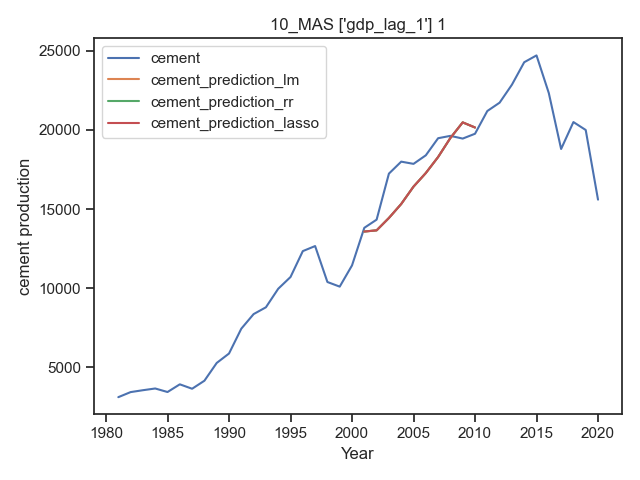 10_MAS ['gdp_lag_1'] 1
cement
cement_prediction_lm
cement_prediction_rr
cement_prediction_lasso
cement production
25000
20000
15000
10000
5000
1980 1985 1990 1995 2000 2005 2010 2015 2020
Year